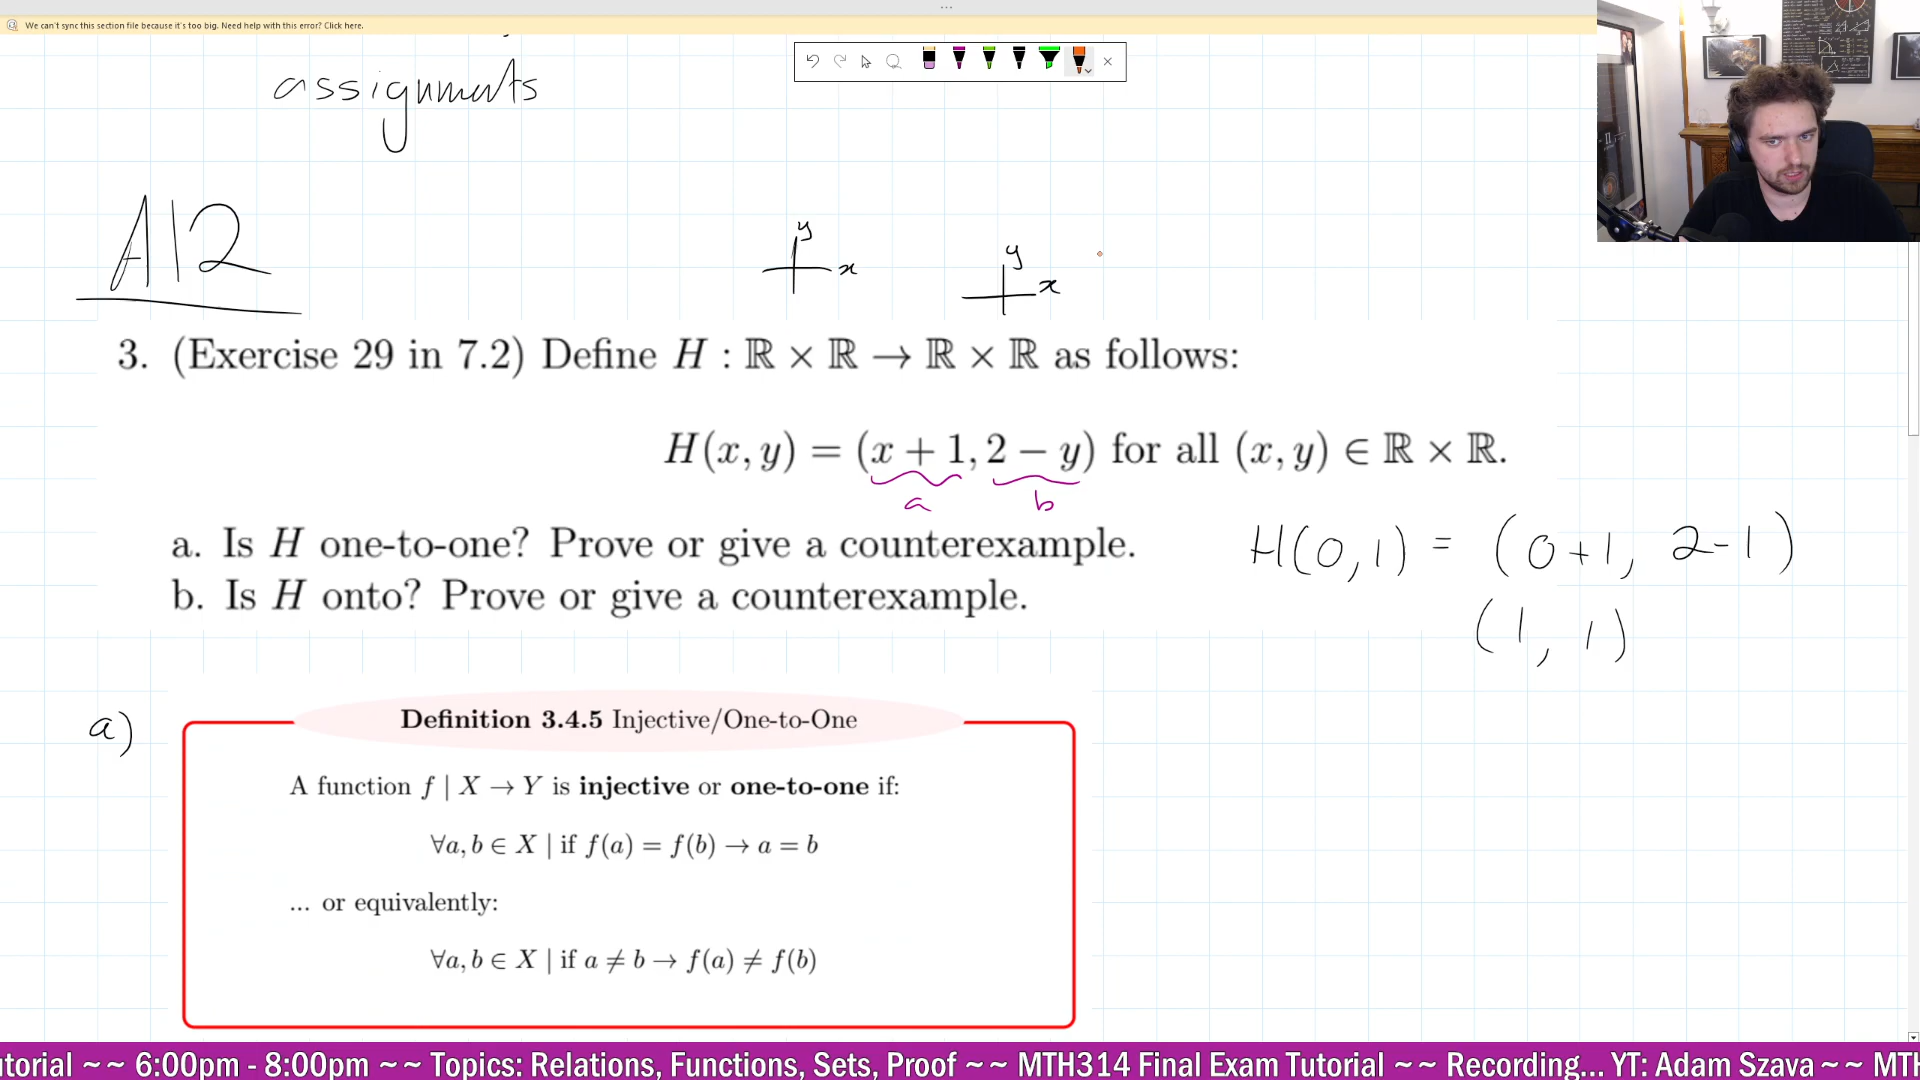 We can't sync this section file because it's too big. Need help with this error? Click here.
assignments
A12
y
x
y
x
3. (Exercise 29 in 7.2) Define H : ℝ × ℝ → ℝ × ℝ as follows:
H(x, y) = (x + 1, 2 − y) for all (x, y) ∈ ℝ × ℝ.
a b
a. Is H one-to-one? Prove or give a counterexample.
b. Is H onto? Prove or give a counterexample.
H(0,1) = (0+1, 2-1)
(1, 1)
a)
Definition 3.4.5 Injective/One-to-One
A function f | X → Y is injective or one-to-one if:
∀a, b ∈ X | if f(a) = f(b) → a = b
... or equivalently:
∀a, b ∈ X | if a ≠ b → f(a) ≠ f(b)
utorial ~~ 6:00pm - 8:00pm ~~ Topics: Relations, Functions, Sets, Proof ~~ MTH314 Final Exam Tutorial ~~ Recording... YT: Adam Szava ~~ MTH